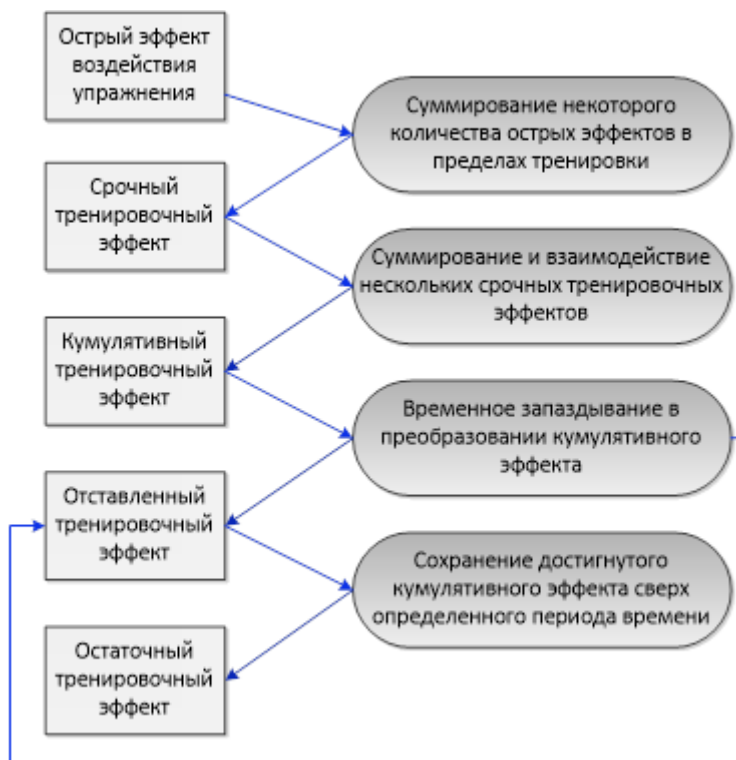 Острый эффект
воздействия
упражнения
Суммирование некоторого
количества острых эффектов в
пределах тренировки
Срочный
тренировочный
эффект
Суммирование и взаимодействие
нескольких срочных тренировочных
эффектов
Кумулятивный
тренировочный
эффект
Временное запаздывание в
преобразовании кумулятивного
эффекта
Отставленный
тренировочный
эффект
Сохранение достигнутого
кумулятивного эффекта сверх
определенного периода времени
Остаточный
тренировочный
эффект